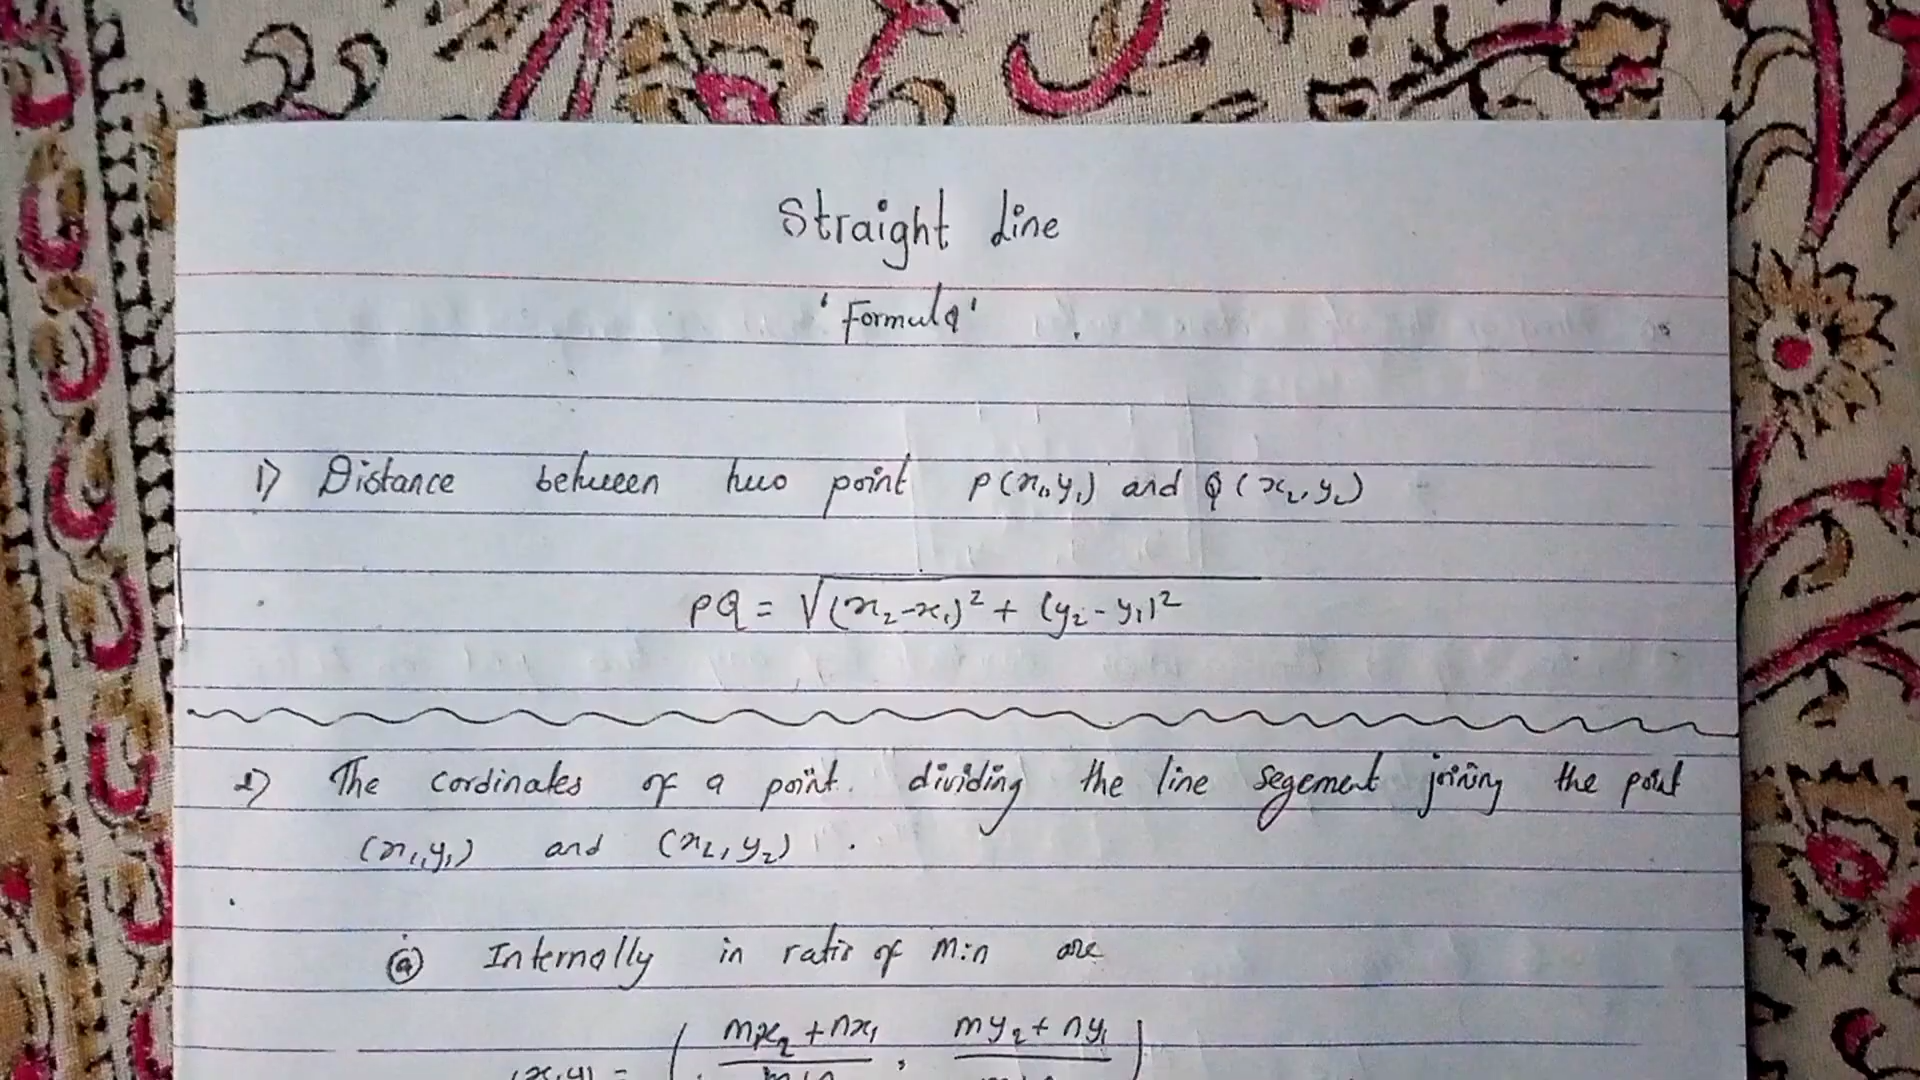 Straight Line
'Formula'
1) Distance between two point P(x₁,y₁) and Q(x₂,y₂)
PQ = √(x₂-x₁)² + (y₂-y₁)²
2) The cordinates of a point. dividing the line segement joining the point
(x₁,y₁) and (x₂,y₂).
(a) Internally in ratio of m:n are
(x,y) = ( mx₂+nx₁ , my₂+ny₁ )